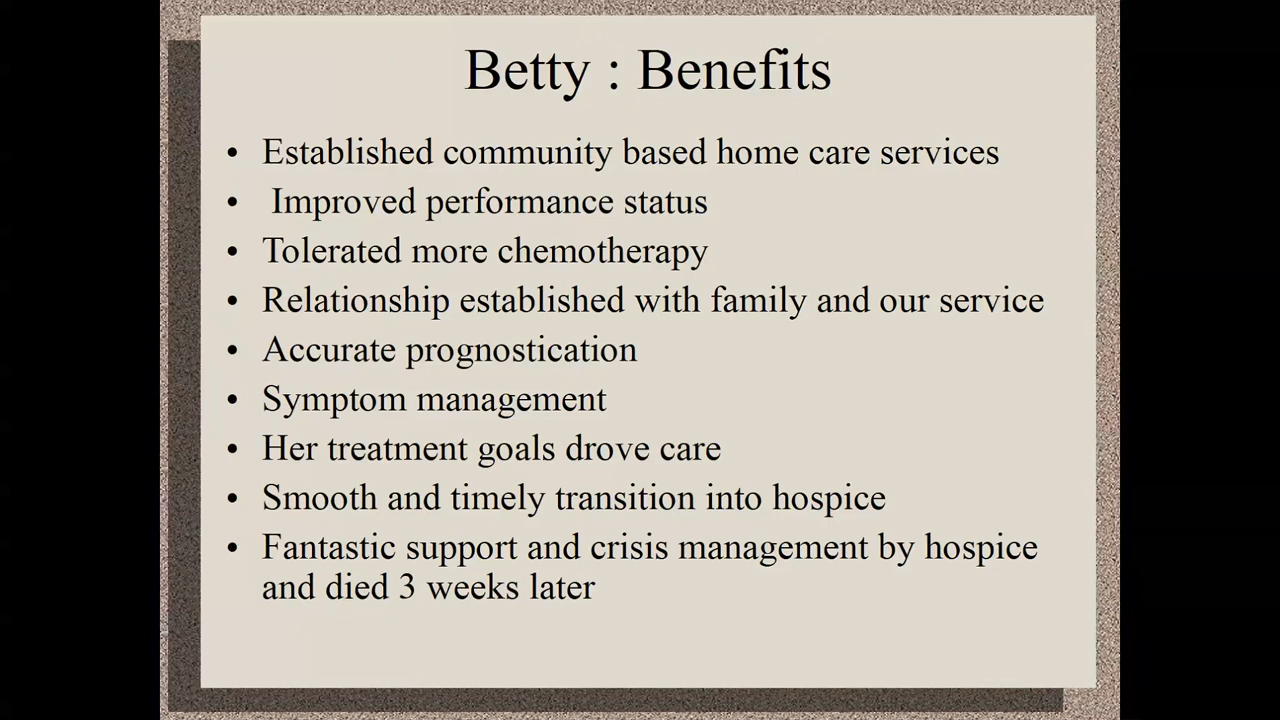 Betty : Benefits
• Established community based home care services
• Improved performance status
• Tolerated more chemotherapy
• Relationship established with family and our service
• Accurate prognostication
• Symptom management
• Her treatment goals drove care
• Smooth and timely transition into hospice
• Fantastic support and crisis management by hospice
and died 3 weeks later